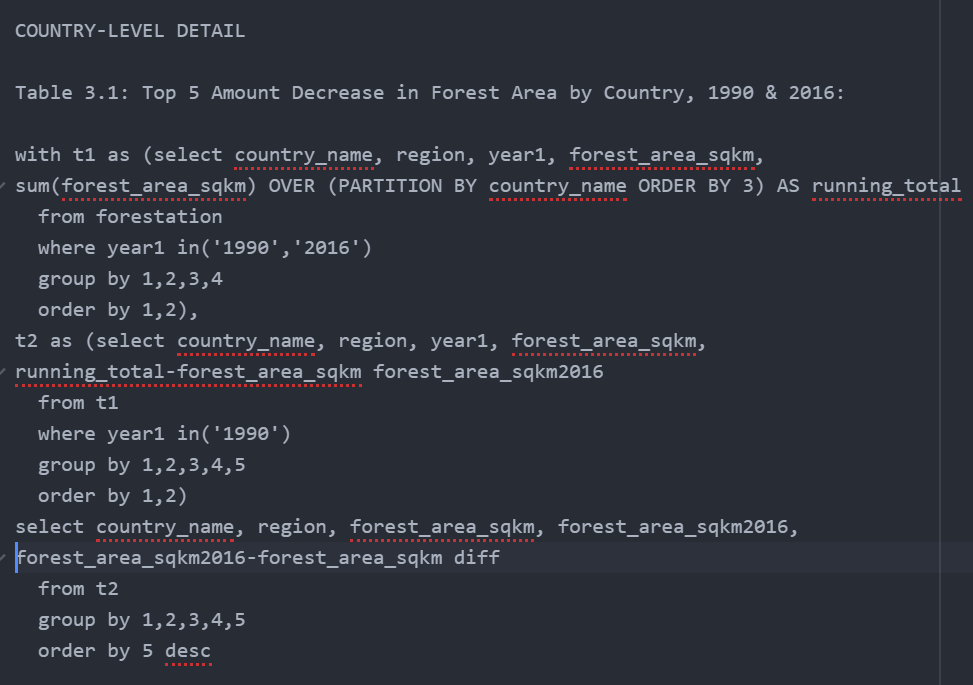 COUNTRY-LEVEL DETAIL
Table 3.1: Top 5 Amount Decrease in Forest Area by Country, 1990 & 2016:
with t1 as (select country_name, region, year1, forest_area_sqkm,
sum(forest_area_sqkm) OVER (PARTITION BY country_name ORDER BY 3) AS running_total
from forestation
where year1 in('1990','2016')
group by 1,2,3,4
order by 1,2),
t2 as (select country_name, region, year1, forest_area_sqkm,
running_total-forest_area_sqkm forest_area_sqkm2016
from t1
where year1 in('1990')
group by 1,2,3,4,5
order by 1,2)
select country_name, region, forest_area_sqkm, forest_area_sqkm2016,
forest_area_sqkm2016-forest_area_sqkm diff
from t2
group by 1,2,3,4,5
order by 5 desc